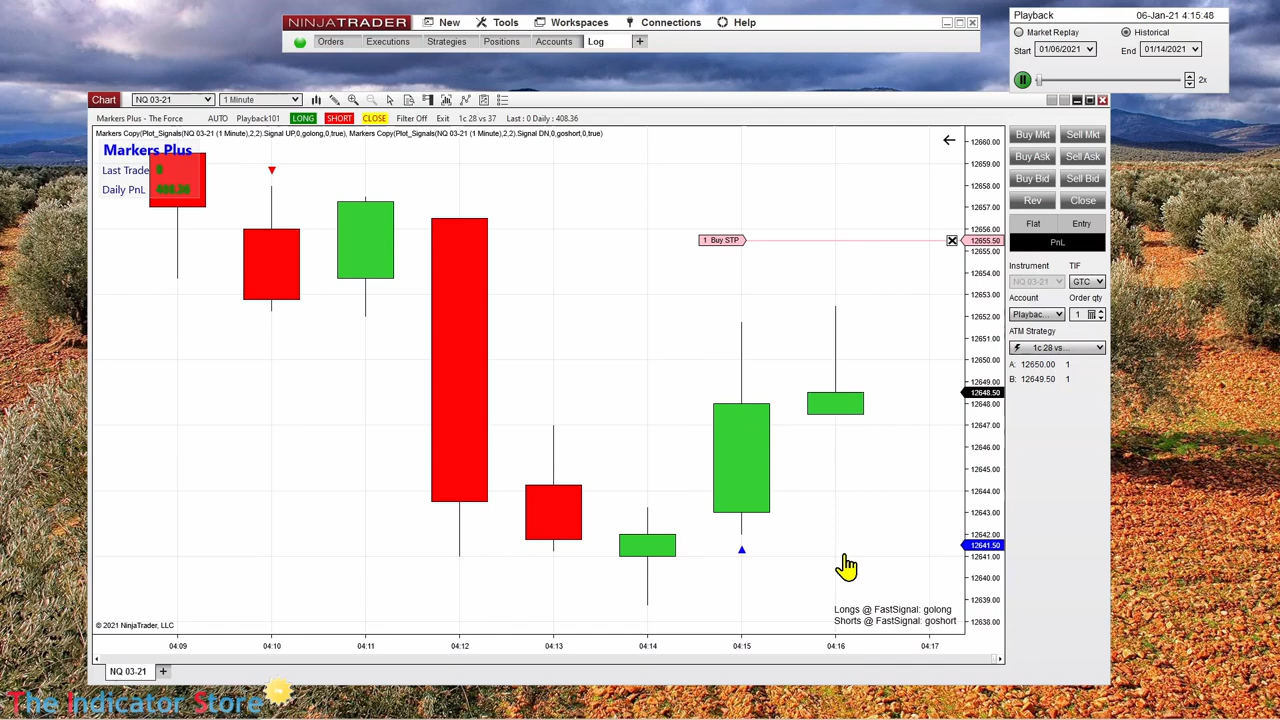 NINJATRADER New Tools Workspaces Connections Help
Orders Executions Strategies Positions Accounts Log +
Playback 06-Jan-21 4:15:48
Market Replay Historical
Start 01/06/2021 End 01/14/2021
2x
Chart NQ 03-21 1 Minute
Markers Plus - The Force AUTO Playback101 LONG SHORT CLOSE Filter Off Exit 1c 28 vs 37 Last : 0 Daily : 408.36
Markers Copy(Plot_Signals(NQ 03-21 (1 Minute),2,2).Signal UP,0,golong,0,true), Markers Copy(Plot_Signals(NQ 03-21 (1 Minute),2,2).Signal DN,0,goshort,0,true)
Markers Plus
Last Trade 0
Daily PnL 408.36
1 Buy STP
12660.00
12659.00
12658.00
12657.00
12656.00
12655.50
12655.00
12654.00
12653.00
12652.00
12651.00
12650.00
12649.00
12648.50
12648.00
12647.00
12646.00
12645.00
12644.00
12643.00
12642.00
12641.50
12641.00
12640.00
12639.00
12638.00
Buy Mkt Sell Mkt
Buy Ask Sell Ask
Buy Bid Sell Bid
Rev Close
Flat Entry
PnL
Instrument TIF
NQ 03-21 GTC
Account Order qty
Playbac... 1
ATM Strategy
1c 28 vs...
A: 12650.00 1
B: 12649.50 1
Longs @ FastSignal: golong
Shorts @ FastSignal: goshort
© 2021 NinjaTrader, LLC
04:09 04:10 04:11 04:12 04:13 04:14 04:15 04:16 04:17
NQ 03-21 +
The Indicator Store